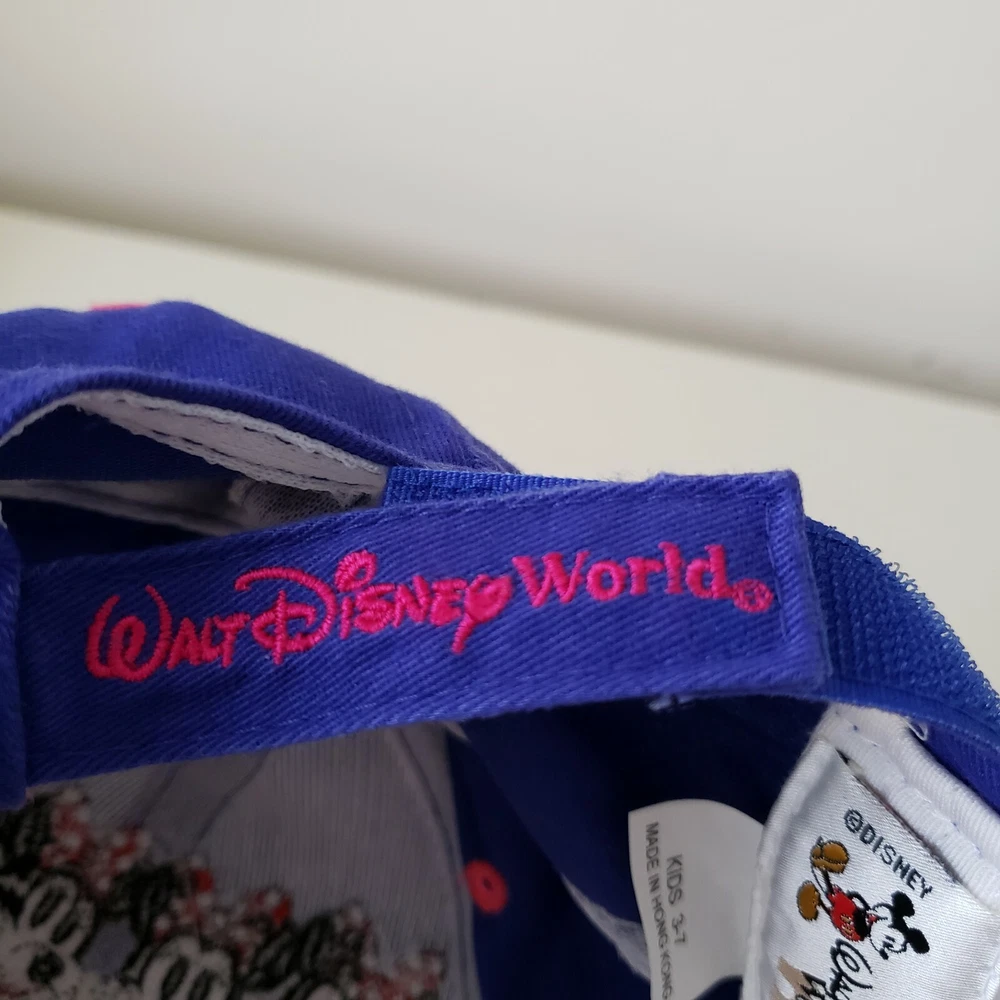 WALT DISNEY World®
KIDS 3-7
MADE IN HONG KONG
©DISNEY